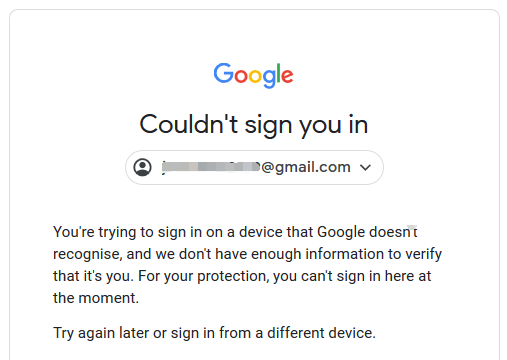 Google
Couldn't sign you in
@gmail.com
You're trying to sign in on a device that Google doesn't
recognise, and we don't have enough information to verify
that it's you. For your protection, you can't sign in here at
the moment.
Try again later or sign in from a different device.